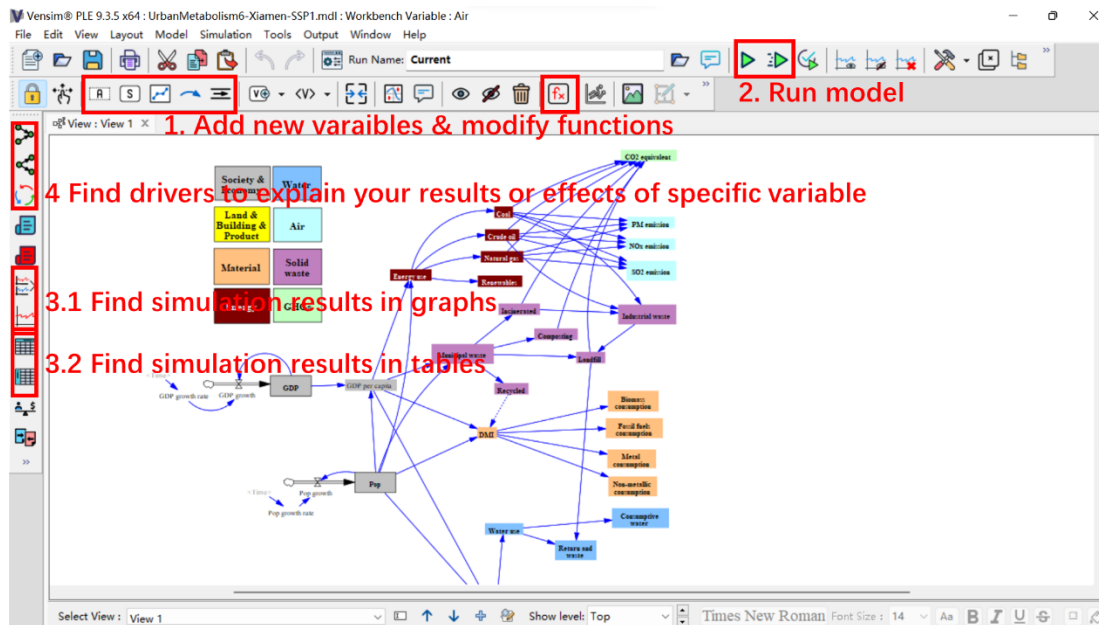 Vensim® PLE 9.3.5 x64 : UrbanMetabolism6-Xiamen-SSP1.mdl : Workbench Variable : Air
File Edit View Layout Model Simulation Tools Output Window Help
Run Name: Current
A S
V <V> fx
2. Run model
View : View 1
1. Add new varaibles & modify functions
CO2 equivalent
Society &
Economy
Water
4 Find drivers to explain your results or effects of specific variable
Land &
Building &
Product
Air
Coal
PM emission
Crude oil
NOx emission
Natural gas
Material
Solid
waste
Energy use
SO2 emission
Renewables
Energy
GHGs
3.1 Find simulation results in graphs
Incinerated
Industrial waste
Composting
Municipal waste
Landfill
3.2 Find simulation results in tables
<Time>
GDP
GDP per capita
Recycled
GDP growth rate
GDP growth
Biomass
consumption
DMI
Fossil fuels
consumption
Metal
consumption
Pop
<Time>
Pop growth
Non-metallic
consumption
Pop growth rate
Consumptive
water
Water use
Return and
waste
Select View : View 1 Show level: Top Times New Roman Font Size : 14 Aa B I U S